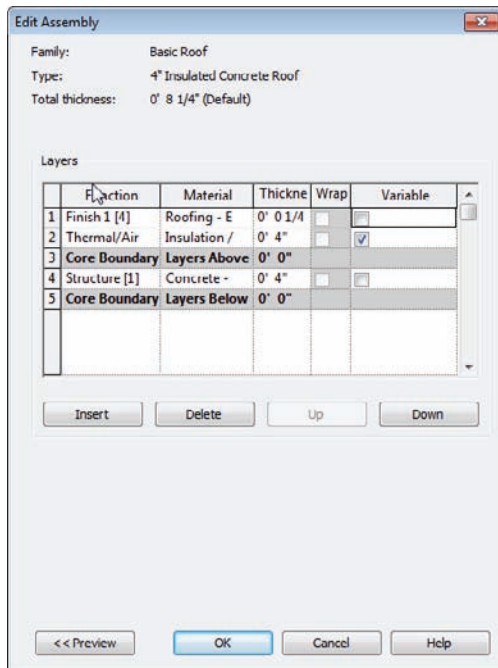 Edit Assembly
Family: Basic Roof
Type: 4" Insulated Concrete Roof
Total thickness: 0' 8 1/4" (Default)
Layers
Function Material Thickne Wrap Variable
1 Finish 1 [4] Roofing - E 0' 0 1/4
2 Thermal/Air Insulation / 0' 4"
3 Core Boundary Layers Above 0' 0"
4 Structure [1] Concrete - 0' 4"
5 Core Boundary Layers Below 0' 0"
Insert Delete Up Down
<< Preview OK Cancel Help